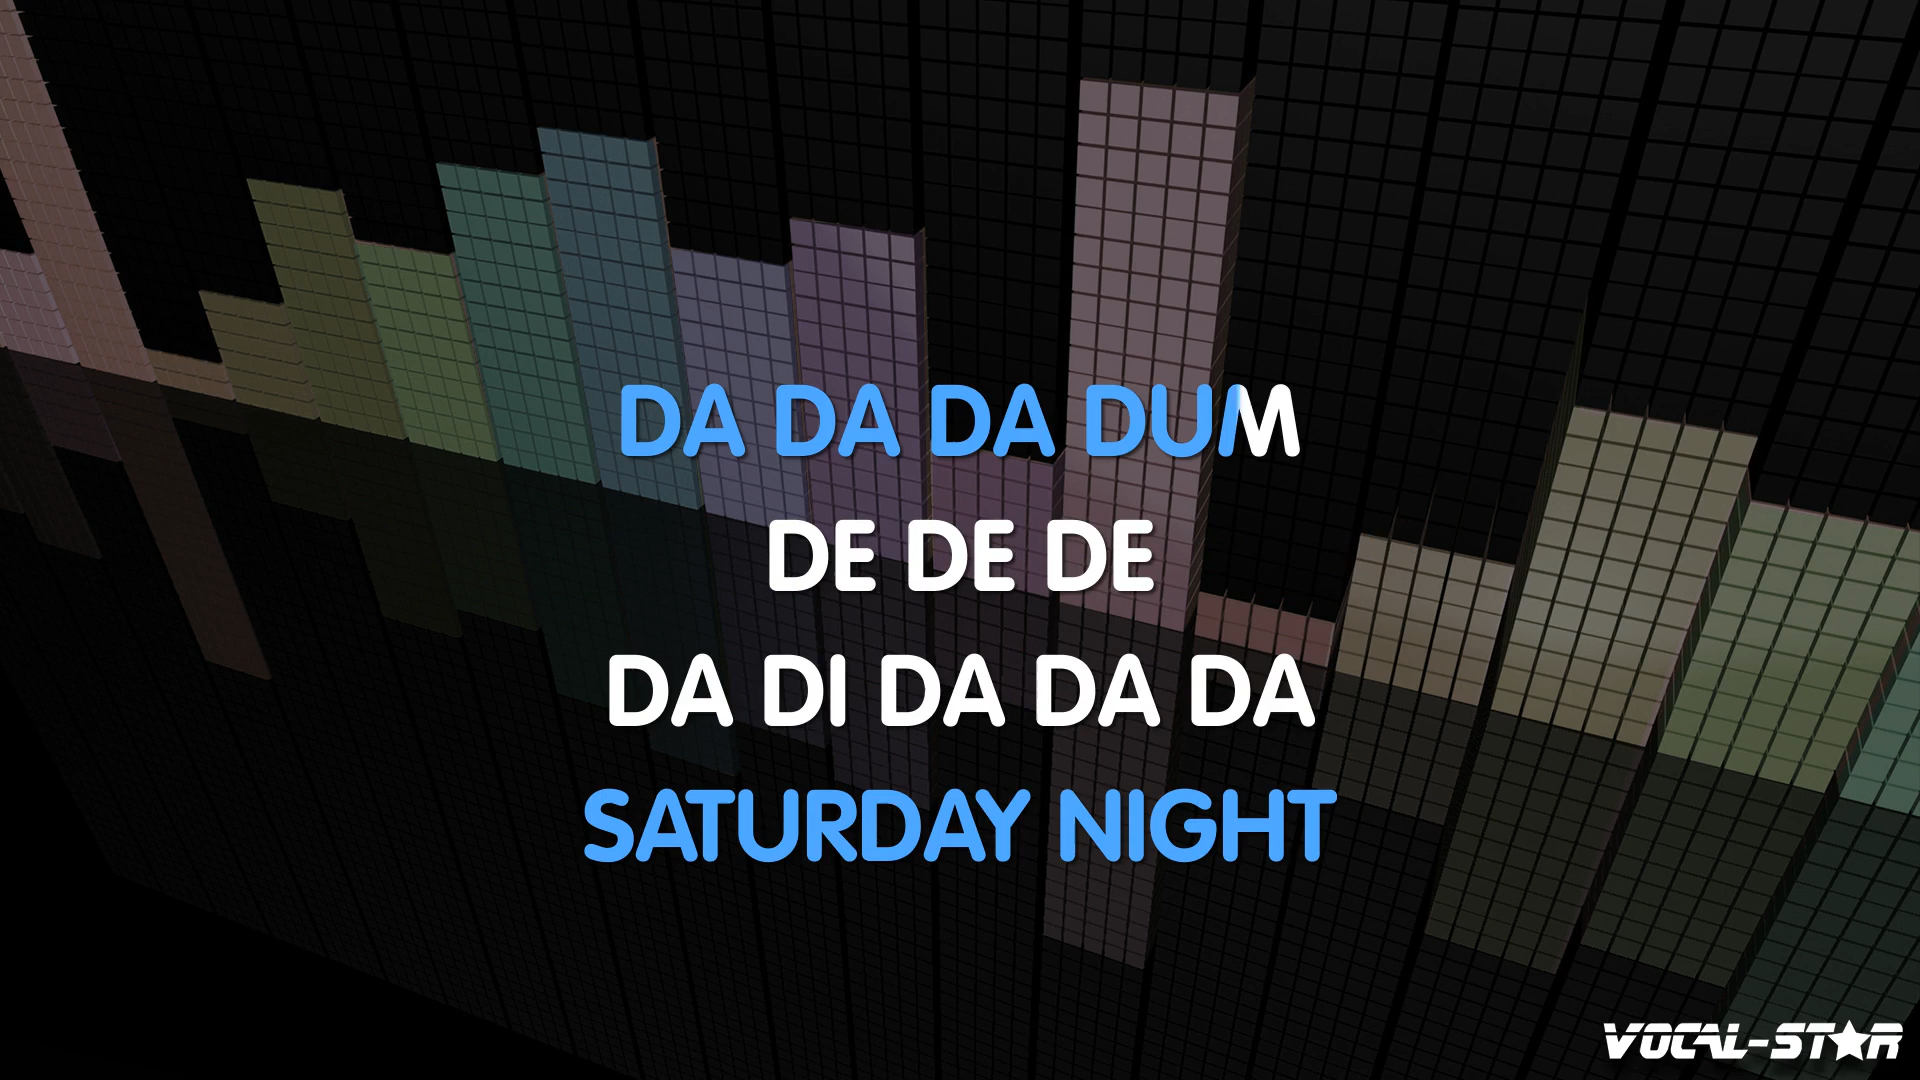 DA DA DA DUM
DE DE DE
DA DI DA DA DA
SATURDAY NIGHT
VOCAL-STAR